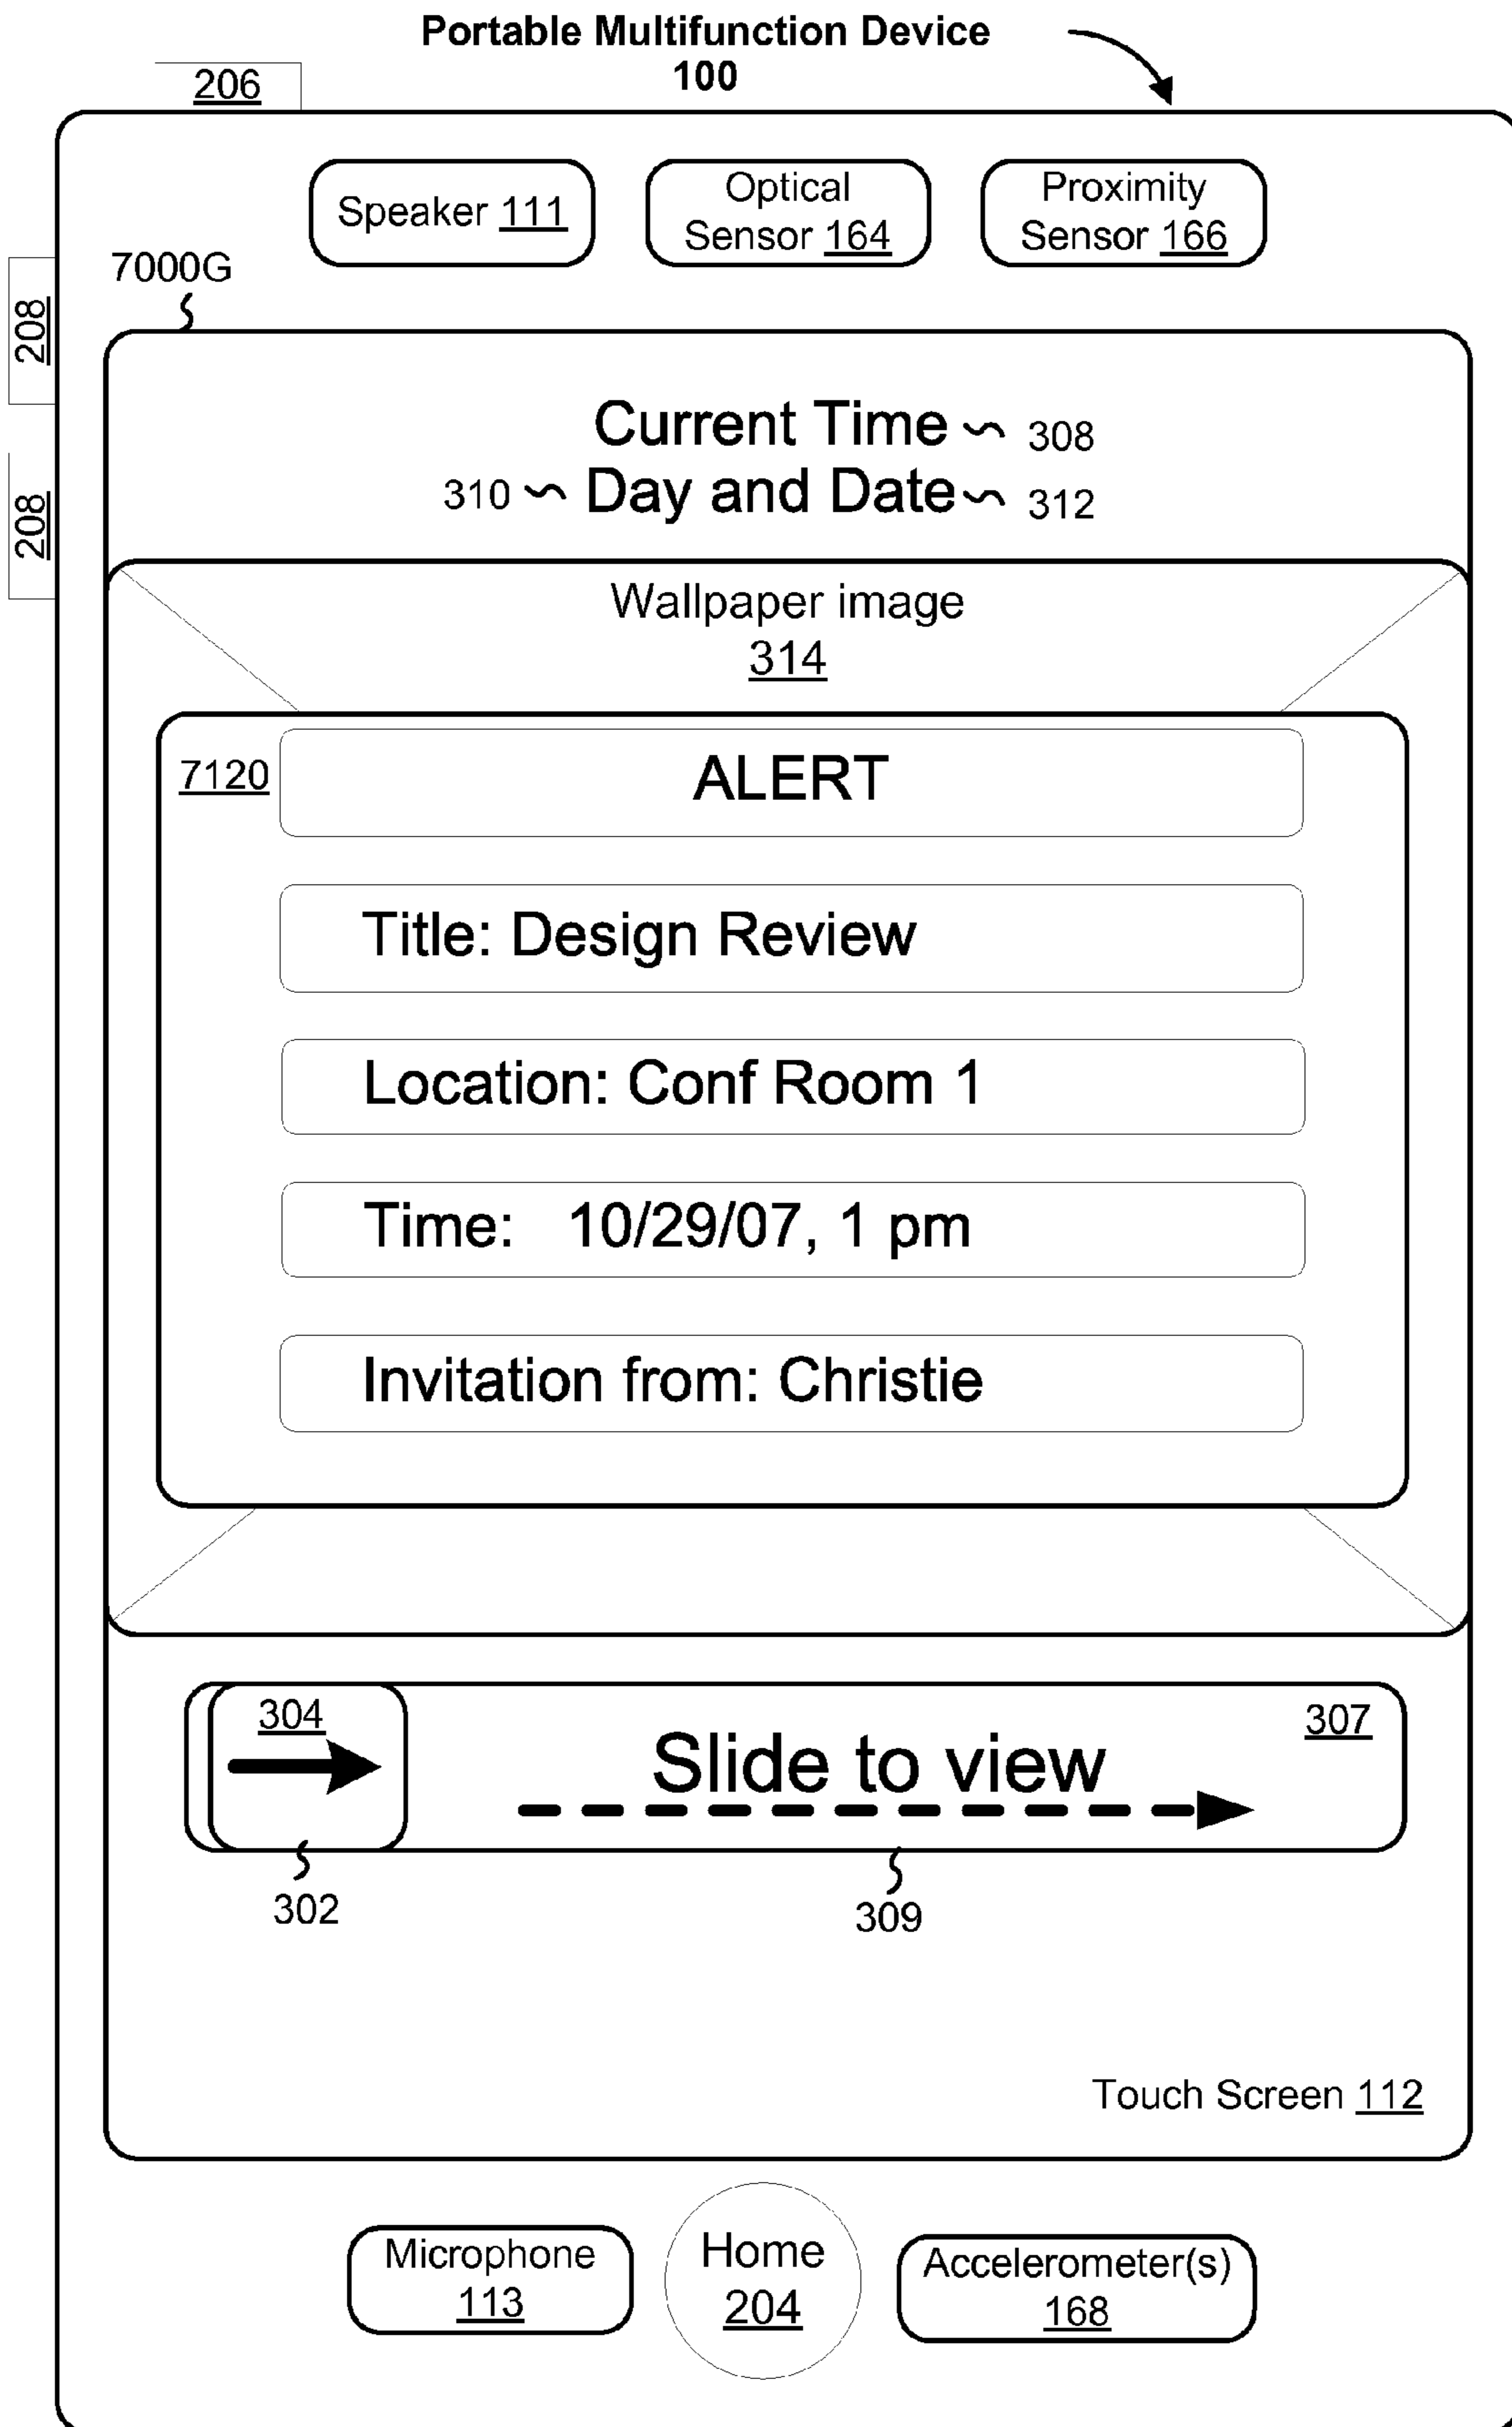 Portable Multifunction Device
100
206
Speaker 111
Optical
Sensor 164
Proximity
Sensor 166
7000G
208
208
Current Time 308
310 Day and Date 312
Wallpaper image
314
7120
ALERT
Title: Design Review
Location: Conf Room 1
Time: 10/29/07, 1 pm
Invitation from: Christie
304
Slide to view
307
302
309
Touch Screen 112
Microphone
113
Home
204
Accelerometer(s)
168